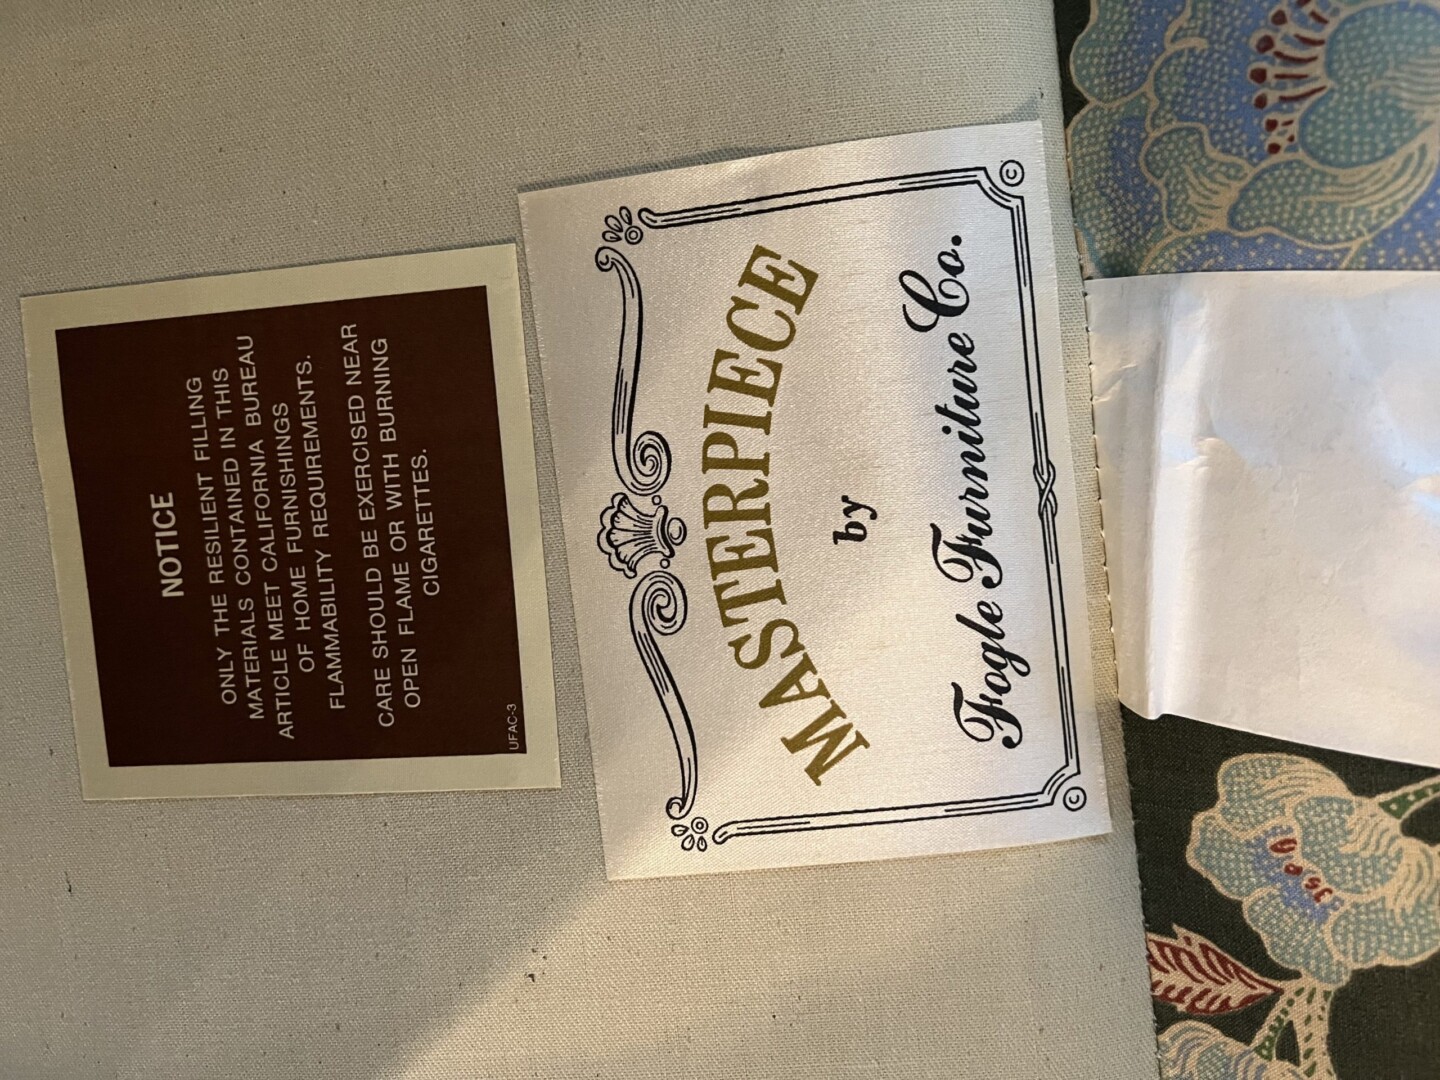 NOTICE
ONLY THE RESILIENT FILLING
MATERIALS CONTAINED IN THIS
ARTICLE MEET CALIFORNIA BUREAU
OF HOME FURNISHINGS
FLAMMABILITY REQUIREMENTS.
CARE SHOULD BE EXERCISED NEAR
OPEN FLAME OR WITH BURNING
CIGARETTES.
UFAC-3
MASTERPIECE
by
Fogle Furniture Co.
© ©